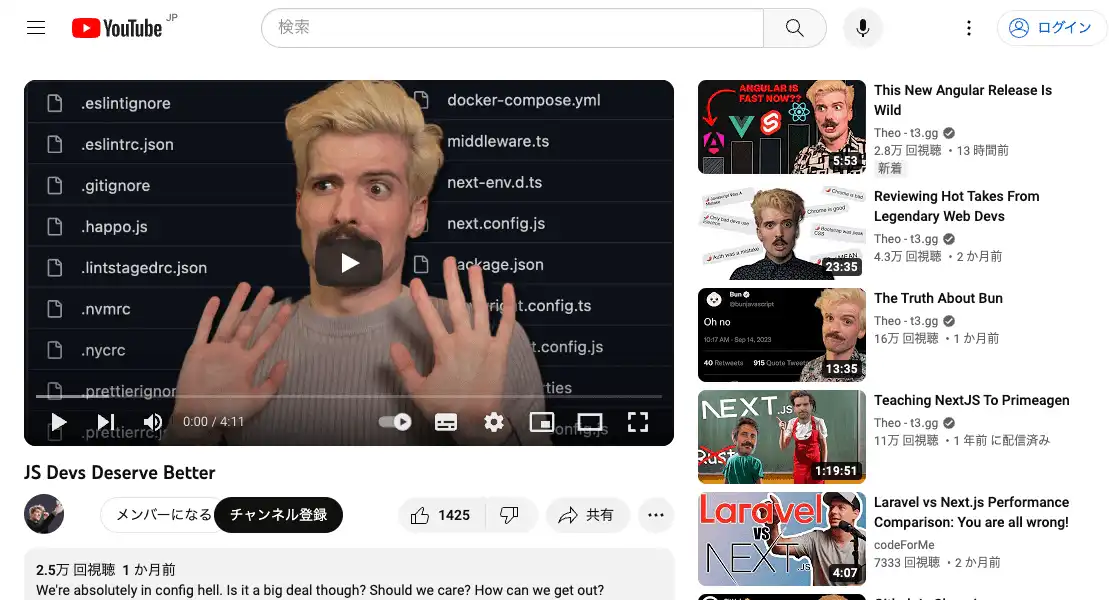 YouTube JP
検索
ログイン
.eslintignore
.eslintrc.json
.gitignore
.happo.js
.lintstagedrc.json
.nvmrc
.nycrc
.prettierignor
.prettierrc.j
docker-compose.yml
middleware.ts
next-env.d.ts
next.config.js
ackage.json
right.config.ts
t.config.js
rties
onfig.js
0:00 / 4:11
JS Devs Deserve Better
メンバーになる
チャンネル登録
1425
共有
2.5万 回視聴 1 か月前
We're absolutely in config hell. Is it a big deal though? Should we care? How can we get out?
ANGULAR IS
FAST NOW??
5:53
This New Angular Release Is
Wild
Theo - t3.gg
2.8万 回視聴 ・13 時間前
新着
Chrome is good
Auth was a mistake
23:35
Reviewing Hot Takes From
Legendary Web Devs
Theo - t3.gg
4.3万 回視聴 ・2 か月前
Bun
@bunjavascript
Oh no
10:17 AM - Sep 14, 2023
40 Retweets 915 Quote Tweets
13:35
The Truth About Bun
Theo - t3.gg
16万 回視聴 ・1 か月前
NEXT.JS
Rust
1:19:51
Teaching NextJS To Primeagen
Theo - t3.gg
11万 回視聴 ・1 年前 に配信済み
Laravel
VS
NEXT.JS
4:07
Laravel vs Next.js Performance
Comparison: You are all wrong!
codeForMe
7333 回視聴 ・2 か月前